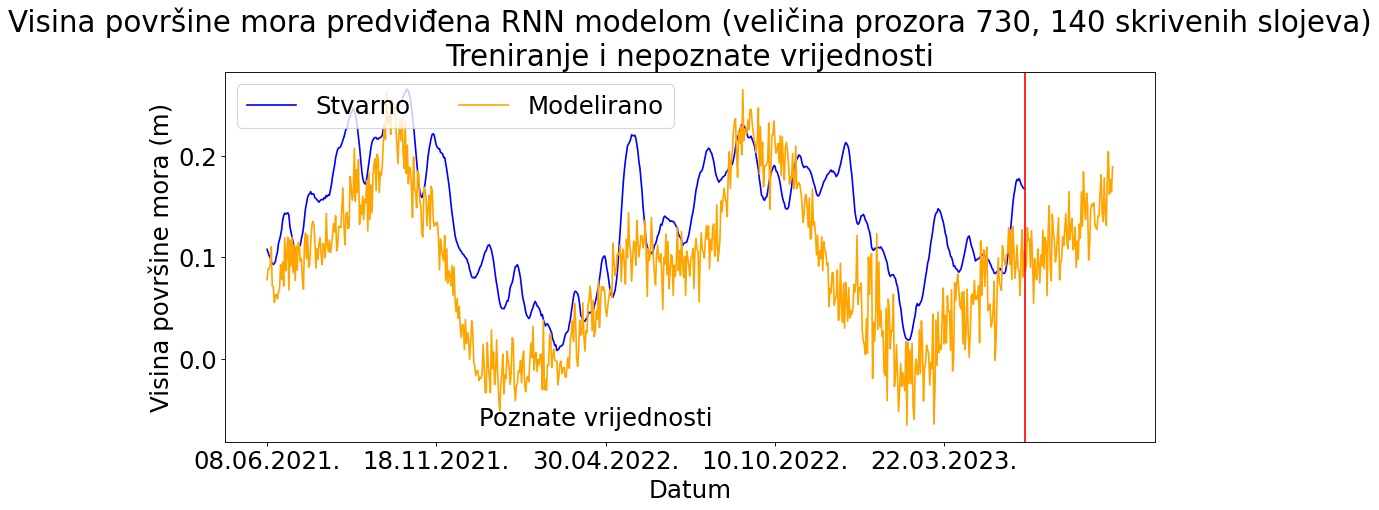 Visina površine mora predviđena RNN modelom (veličina prozora 730, 140 skrivenih slojeva)
Treniranje i nepoznate vrijednosti
Stvarno Modelirano
Visina površine mora (m)
0.2
0.1
0.0
Poznate vrijednosti
08.06.2021. 18.11.2021. 30.04.2022. 10.10.2022. 22.03.2023.
Datum